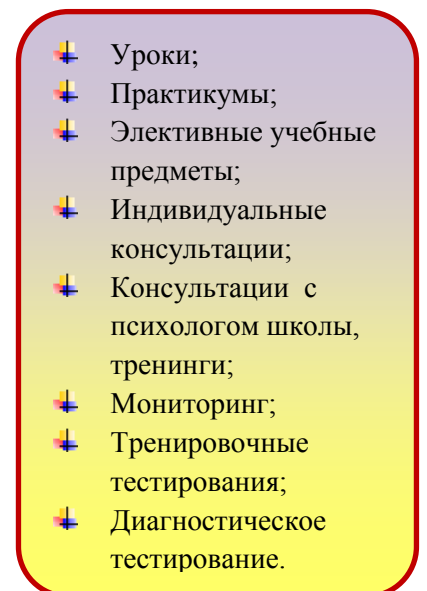 Уроки;
Практикумы;
Элективные учебные
предметы;
Индивидуальные
консультации;
Консультации с
психологом школы,
тренинги;
Мониторинг;
Тренировочные
тестирования;
Диагностическое
тестирование.